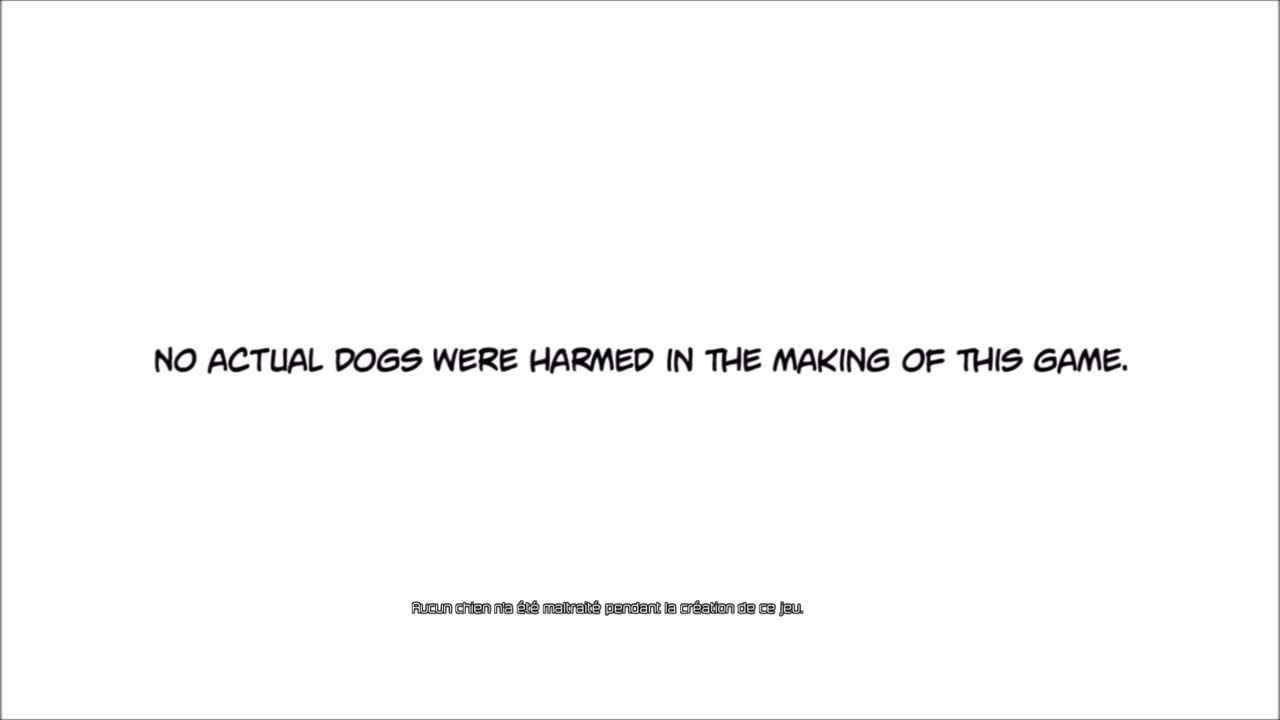 NO ACTUAL DOGS WERE HARMED IN THE MAKING OF THIS GAME.
Aucun chien n'a été maltraité pendant la création de ce jeu.